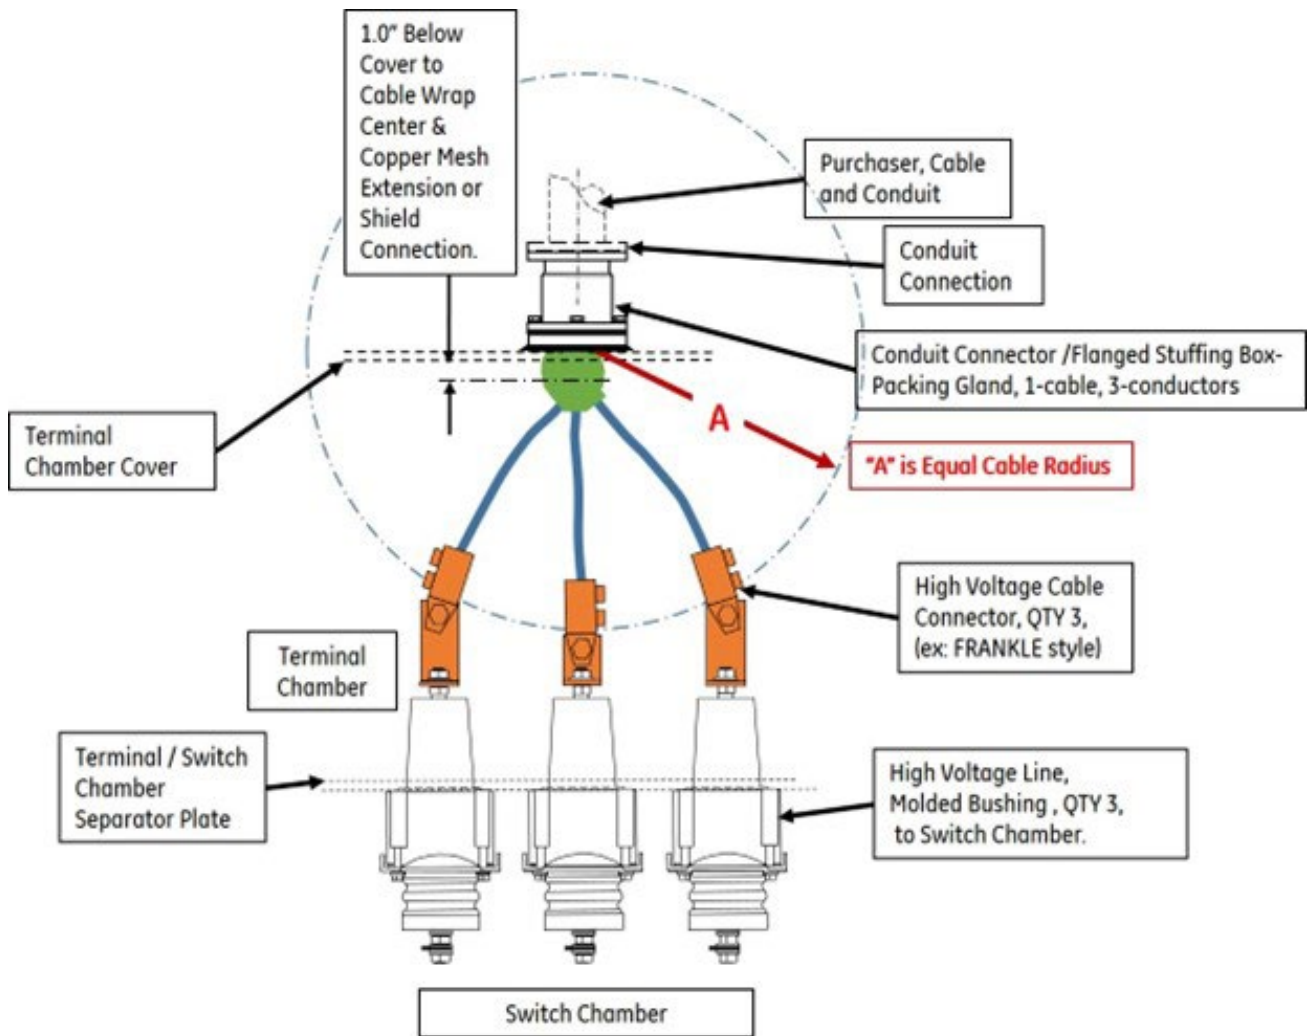 1.0" Below
Cover to
Cable Wrap
Center &
Copper Mesh
Extension or
Shield
Connection.
Purchaser, Cable
and Conduit
Conduit
Connection
Conduit Connector /Flanged Stuffing Box-
Packing Gland, 1-cable, 3-conductors
A
Terminal
Chamber Cover
"A" is Equal Cable Radius
High Voltage Cable
Connector, QTY 3,
(ex: FRANKLE style)
Terminal
Chamber
Terminal / Switch
Chamber
Separator Plate
High Voltage Line,
Molded Bushing , QTY 3,
to Switch Chamber.
Switch Chamber